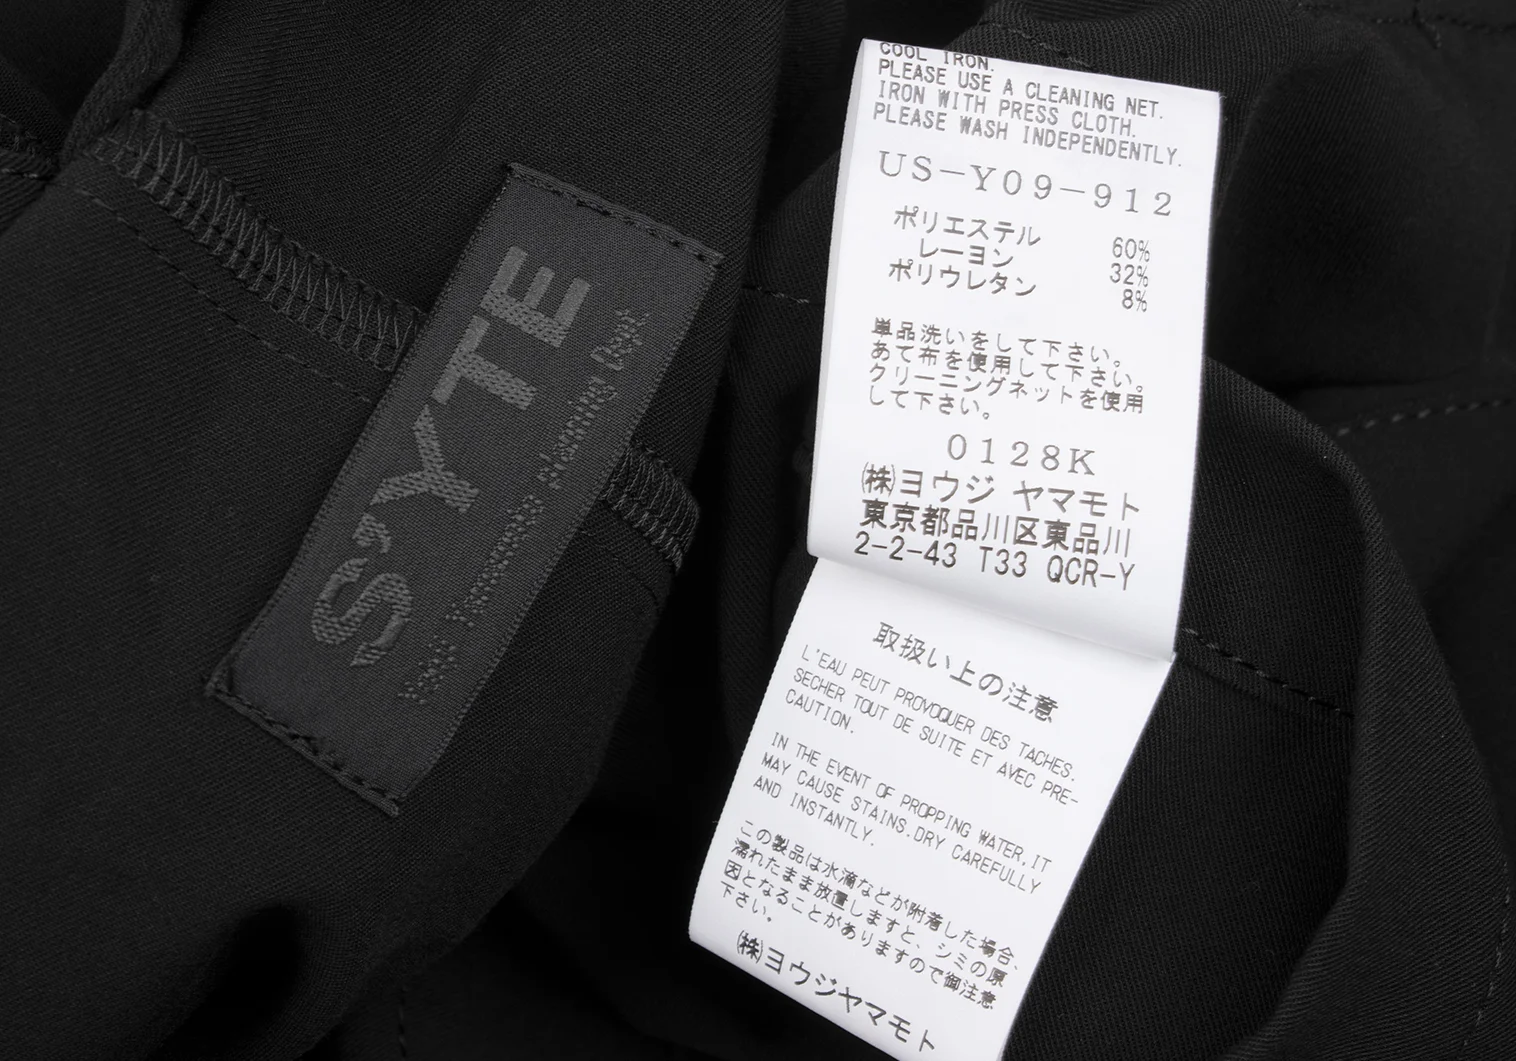 S'YTE
Yohji Yamamoto Planning Dept.
COOL IRON.
PLEASE USE A CLEANING NET.
IRON WITH PRESS CLOTH.
PLEASE WASH INDEPENDENTLY.
US-Y09-912
ポリエステル 60%
レーヨン 32%
ポリウレタン 8%
単品洗いをして下さい。
あて布を使用して下さい。
クリーニングネットを使用
して下さい。
0128K
㈱ヨウジ ヤマモト
東京都品川区東品川
2-2-43 T33 QCR-Y
取扱い上の注意
L'EAU PEUT PROVOQUER DES TACHES.
SECHER TOUT DE SUITE ET AVEC PRE-
CAUTION.
IN THE EVENT OF PROPPING WATER,IT
MAY CAUSE STAINS.DRY CAREFULLY
AND INSTANTLY.
この製品は水滴などが附着した場合、
濡れたまま放置しますと、シミの原
因となることがありますので御注意
下さい。
㈱ヨウジヤマモト